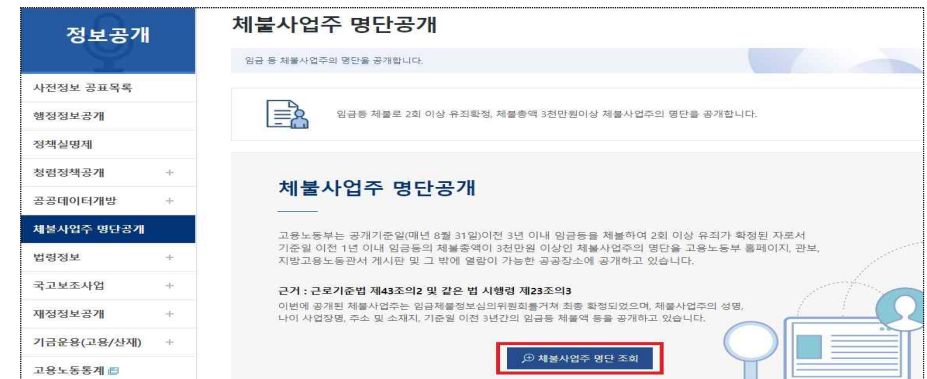 정보공개
사전정보 공표목록
행정정보공개
정책실명제
청렴정책공개 +
공공데이터개방 +
체불사업주 명단공개
법령정보 +
국고보조사업 +
재정정보공개 +
기금운용(고용/산재) +
고용노동통계
체불사업주 명단공개
임금 등 체불사업주의 명단을 공개합니다.
임금등 체불로 2회 이상 유죄확정, 체불총액 3천만원이상 체불사업주의 명단을 공개합니다.
체불사업주 명단공개
고용노동부는 공개기준일(매년 8월 31일)이전 3년 이내 임금등을 체불하여 2회 이상 유죄가 확정된 자로서
기준일 이전 1년 이내 임금등의 체불총액이 3천만원 이상인 체불사업주의 명단을 고용노동부 홈페이지, 관보,
지방고용노동관서 게시판 및 그 밖에 열람이 가능한 공공장소에 공개하고 있습니다.
근거 : 근로기준법 제43조의2 및 같은 법 시행령 제23조의3
이번에 공개된 체불사업주는 임금체불정보심의위원회를거쳐 최종 확정되었으며, 체불사업주의 성명,
나이 사업장명, 주소 및 소재지, 기준일 이전 3년간의 임금등 체불액 등을 공개하고 있습니다.
체불사업주 명단 조회